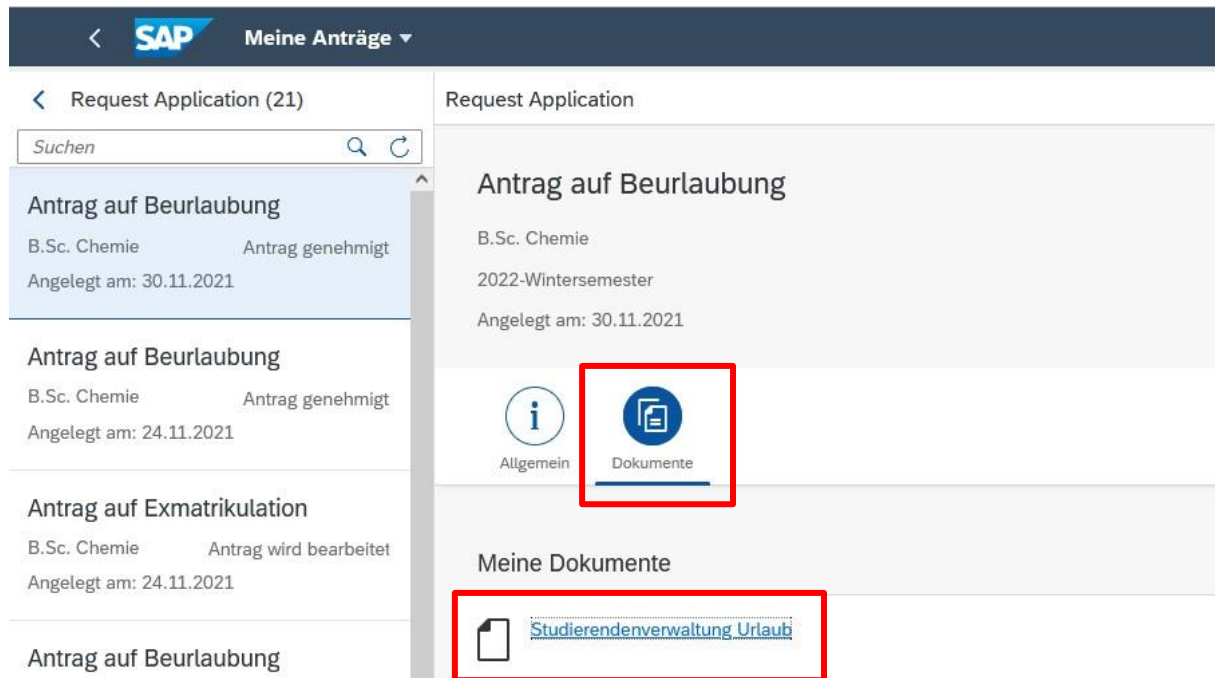 SAP Meine Anträge
Request Application (21)
Suchen
Antrag auf Beurlaubung
B.Sc. Chemie Antrag genehmigt
Angelegt am: 30.11.2021
Antrag auf Beurlaubung
B.Sc. Chemie Antrag genehmigt
Angelegt am: 24.11.2021
Antrag auf Exmatrikulation
B.Sc. Chemie Antrag wird bearbeitet
Angelegt am: 24.11.2021
Antrag auf Beurlaubung
Request Application
Antrag auf Beurlaubung
B.Sc. Chemie
2022-Wintersemester
Angelegt am: 30.11.2021
Allgemein Dokumente
Meine Dokumente
Studierendenverwaltung Urlaub